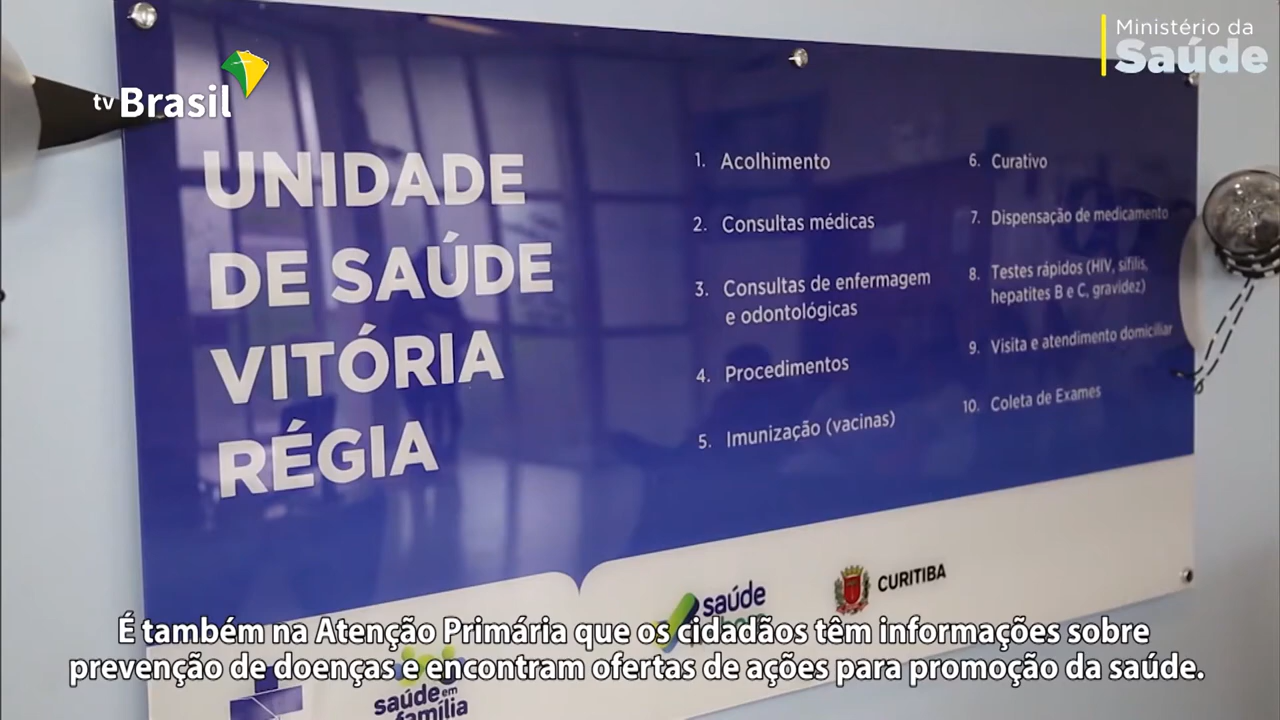 tv Brasil
Ministério da
Saúde
UNIDADE
DE SAÚDE
VITÓRIA
RÉGIA
1. Acolhimento
2. Consultas médicas
3. Consultas de enfermagem
e odontológicas
4. Procedimentos
5. Imunização (vacinas)
6. Curativo
7. Dispensação de medicamento
8. Testes rápidos (HIV, sífilis,
hepatites B e C, gravidez)
9. Visita e atendimento domiciliar
10. Coleta de Exames
saúde
CURITIBA
É também na Atenção Primária que os cidadãos têm informações sobre
prevenção de doenças e encontram ofertas de ações para promoção da saúde.
saúde em
família